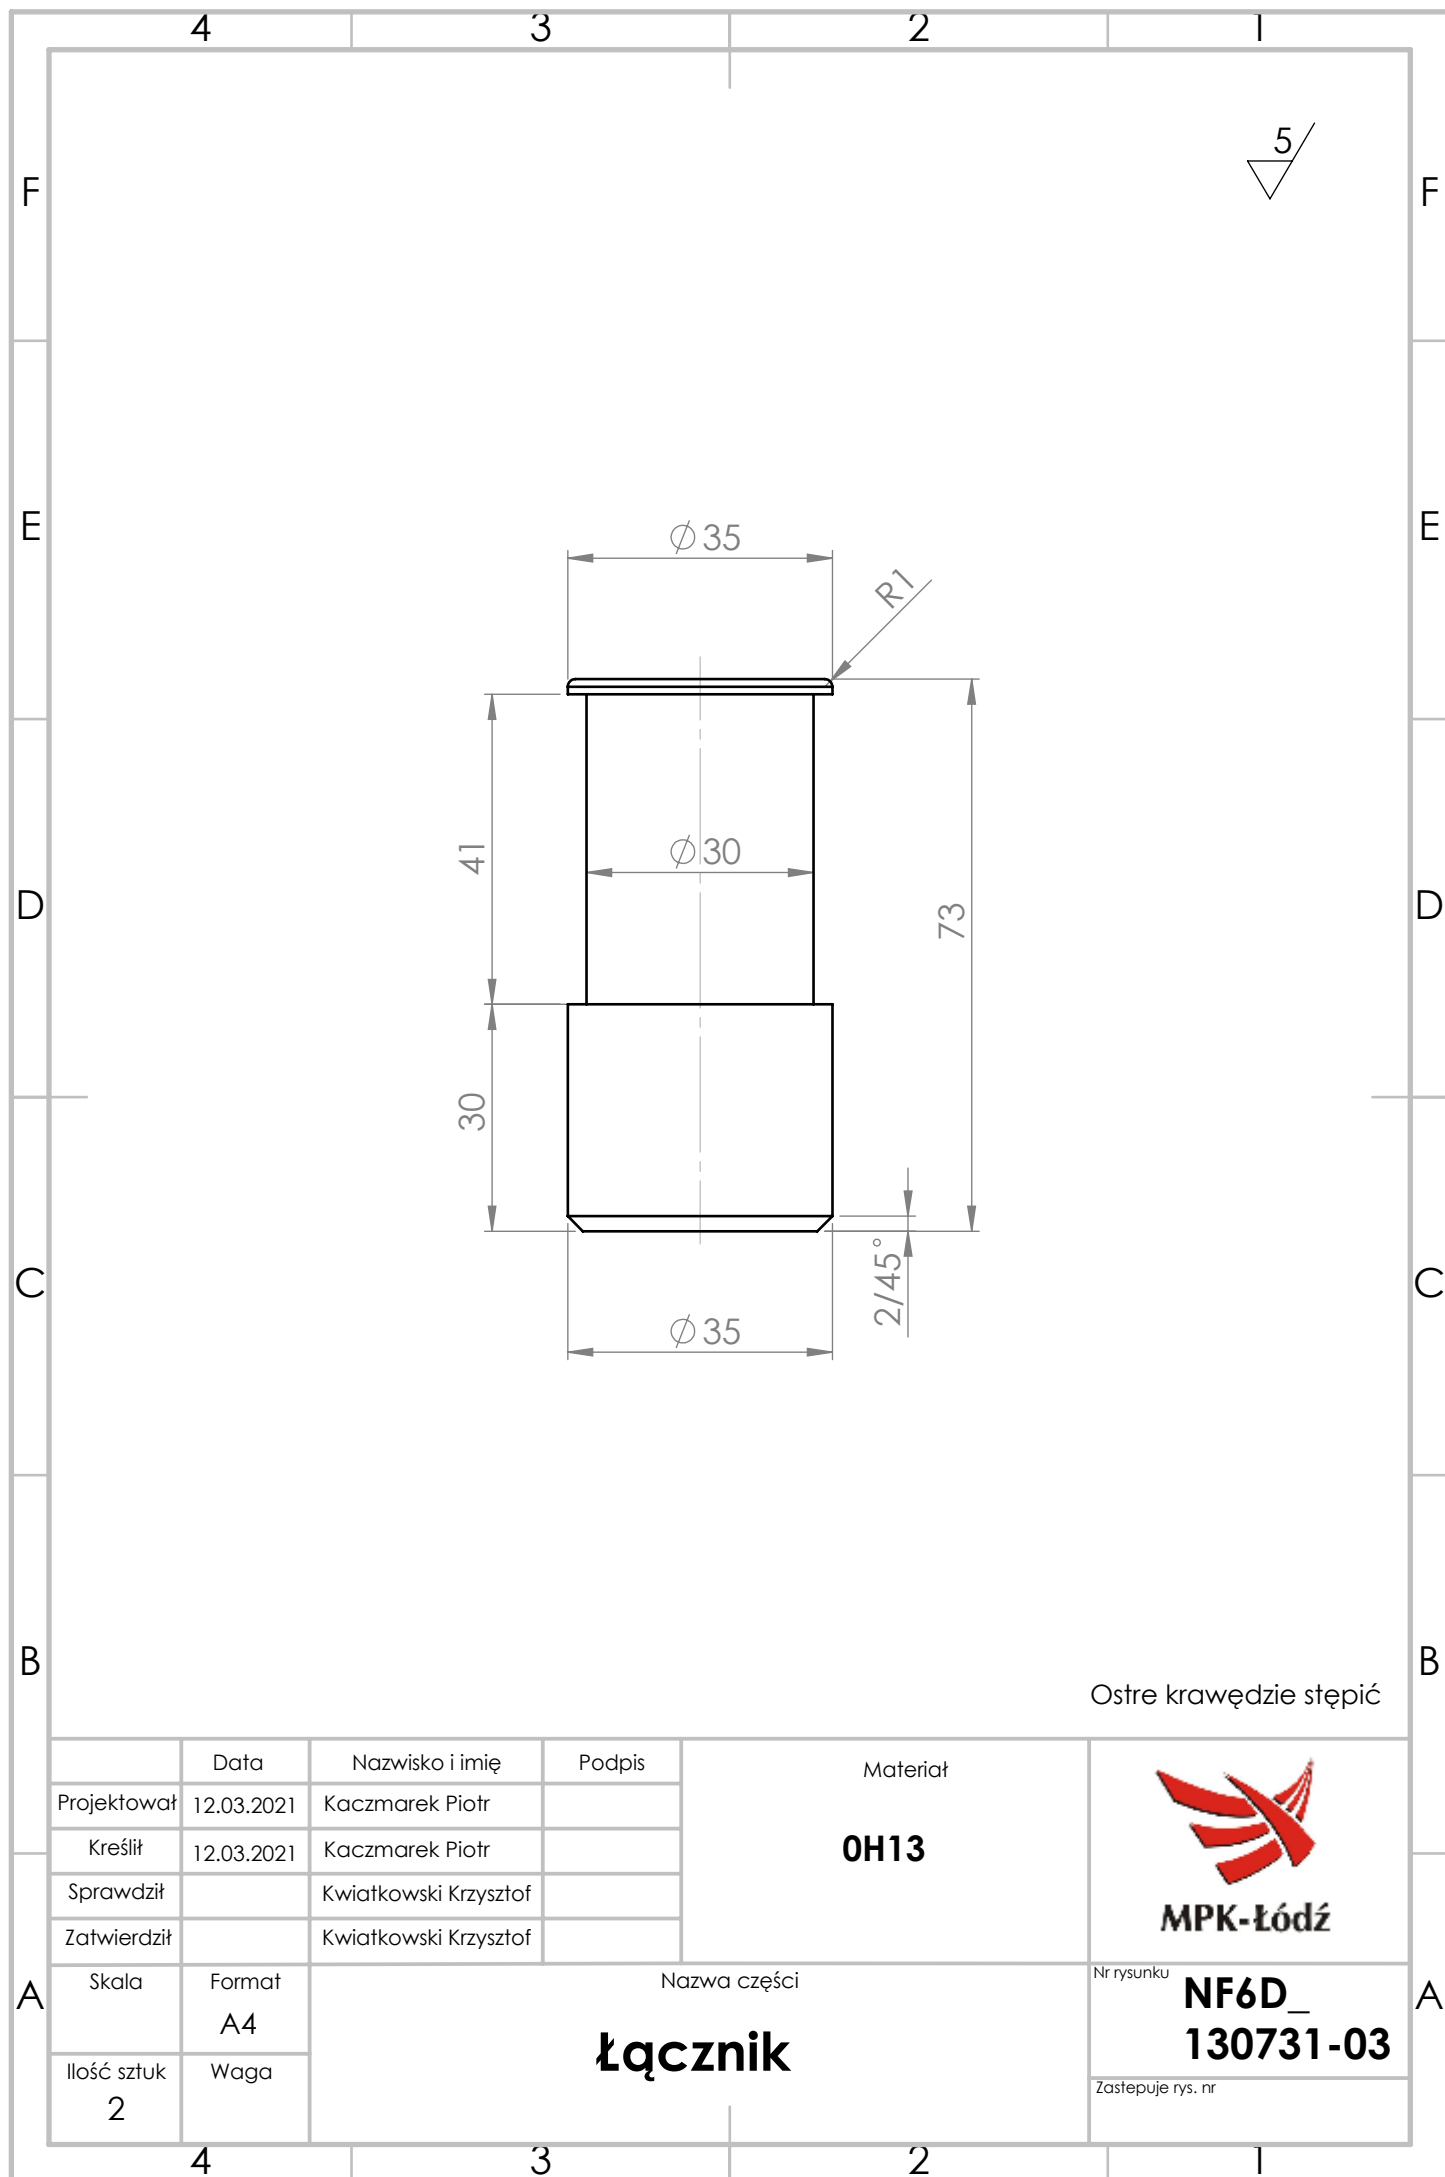 4 3 2 1
5
F F
E E
⌀35
R1
41
⌀30
73
D D
30
2/45°
C C
⌀35
B B
Ostre krawędzie stępić
Data Nazwisko i imię Podpis Materiał
Projektował 12.03.2021 Kaczmarek Piotr
Kreślił 12.03.2021 Kaczmarek Piotr
0H13
Sprawdził Kwiatkowski Krzysztof
MPK-Łódź
Zatwierdził Kwiatkowski Krzysztof
Skala Format Nazwa części Nr rysunku
A A
A4
NF6D_
130731-03
Łącznik
Ilość sztuk Waga
2
Zastepuje rys. nr
4 3 2 1